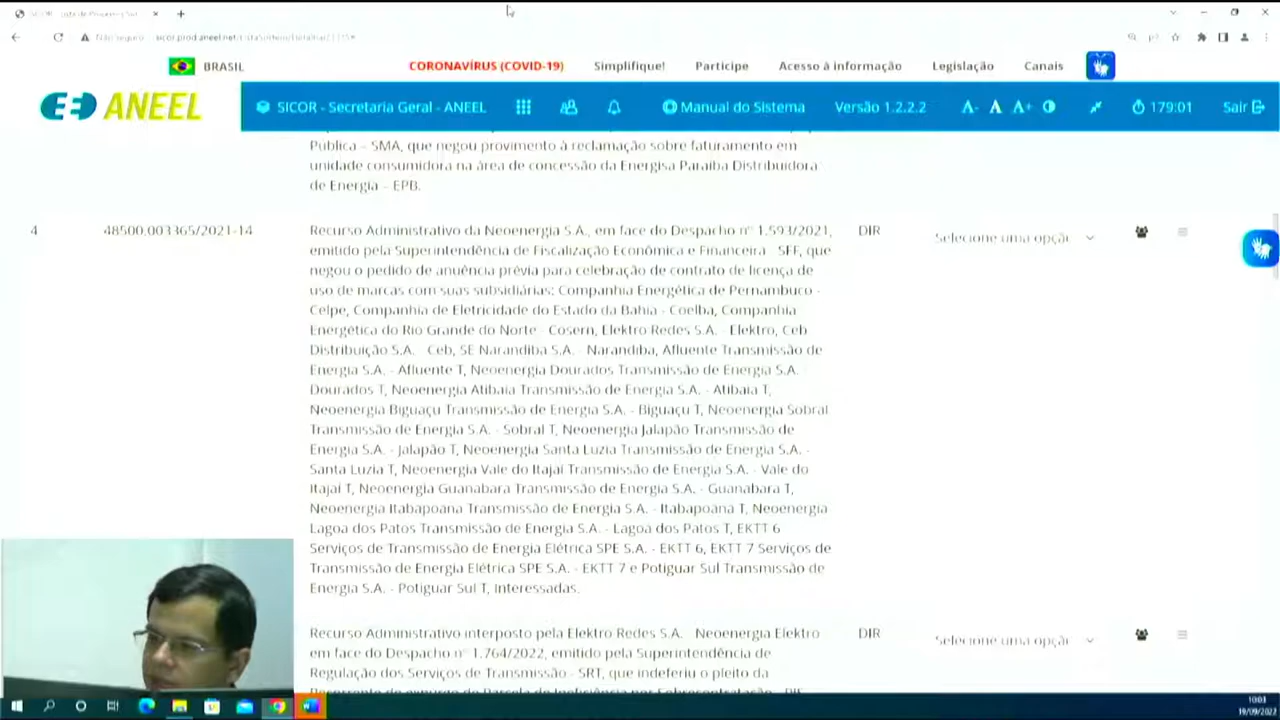 Não seguro
BRASIL
CORONAVÍRUS (COVID-19)
Simplifique!
Participe
Acesso à informação
Legislação
Canais
ANEEL
SICOR - Secretaria Geral - ANEEL
Manual do Sistema
Versão 1.2.2.2
A-
A
A+
179:01
Sair
Pública – SMA, que negou provimento à reclamação sobre faturamento em
unidade consumidora na área de concessão da Energisa Paraíba Distribuidora
de Energia – EPB.
4
48500.003365/2021-14
Recurso Administrativo da Neoenergia S.A., em face do Despacho nº 1.593/2021,
emitido pela Superintendência de Fiscalização Econômica e Financeira SFF, que
negou o pedido de anuência prévia para celebração de contrato de licença de
uso de marcas com suas subsidiárias: Companhia Energética de Pernambuco -
Celpe, Companhia de Eletricidade do Estado da Bahia - Coelba, Companhia
Energética do Rio Grande do Norte - Cosern, Elektro Redes S.A. - Elektro, Ceb
Distribuição S.A. Ceb, SE Narandiba S.A. - Narandiba, Afluente Transmissão de
Energia S.A. - Afluente T, Neoenergia Dourados Transmissão de Energia S.A.
Dourados T, Neoenergia Atibaia Transmissão de Energia S.A. - Atibaia T,
Neoenergia Biguaçu Transmissão de Energia S.A. - Biguaçu T, Neoenergia Sobral
Transmissão de Energia S.A. - Sobral T, Neoenergia Jalapão Transmissão de
Energia S.A. - Jalapão T, Neoenergia Santa Luzia Transmissão de Energia S.A. -
Santa Luzia T, Neoenergia Vale do Itajaí Transmissão de Energia S.A. - Vale do
Itajaí T, Neoenergia Guanabara Transmissão de Energia S.A. - Guanabara T,
Neoenergia Itabapoana Transmissão de Energia S.A. - Itabapoana T, Neoenergia
Lagoa dos Patos Transmissão de Energia S.A. - Lagoa dos Patos T, EKTT 6
Serviços de Transmissão de Energia Elétrica SPE S.A. - EKTT 6, EKTT 7 Serviços de
Transmissão de Energia Elétrica SPE S.A. - EKTT 7 e Potiguar Sul Transmissão de
Energia S.A. - Potiguar Sul T, Interessadas.
DIR
Selecione uma opçã
Recurso Administrativo interposto pela Elektro Redes S.A. Neoenergia Elektro
em face do Despacho nº 1.764/2022, emitido pela Superintendência de
Regulação dos Serviços de Transmissão - SRT, que indeferiu o pleito da
DIR
Selecione uma opçã
10:03
19/09/2022